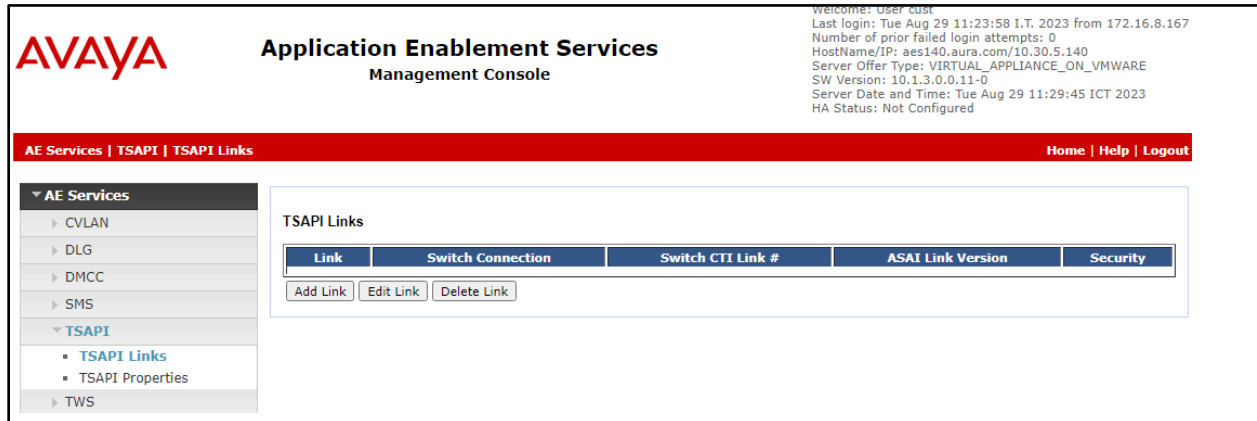 Welcome: User cust
Last login: Tue Aug 29 11:23:58 I.T. 2023 from 172.16.8.167
Number of prior failed login attempts: 0
HostName/IP: aes140.aura.com/10.30.5.140
Server Offer Type: VIRTUAL_APPLIANCE_ON_VMWARE
SW Version: 10.1.3.0.0.11-0
Server Date and Time: Tue Aug 29 11:29:45 ICT 2023
HA Status: Not Configured
AVAYA
Application Enablement Services
Management Console
AE Services | TSAPI | TSAPI Links
Home | Help | Logout
AE Services
CVLAN
DLG
DMCC
SMS
TSAPI
TSAPI Links
TSAPI Properties
TWS
TSAPI Links
Link Switch Connection Switch CTI Link # ASAI Link Version Security
Add Link Edit Link Delete Link